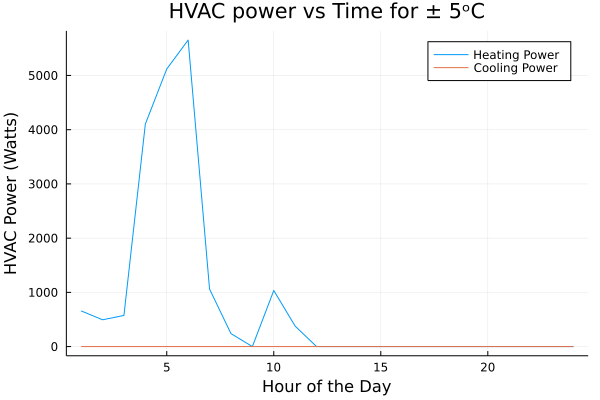 HVAC power vs Time for ± 5ᵒC
Heating Power
Cooling Power
HVAC Power (Watts)
5000
4000
3000
2000
1000
0
5
10
15
20
Hour of the Day